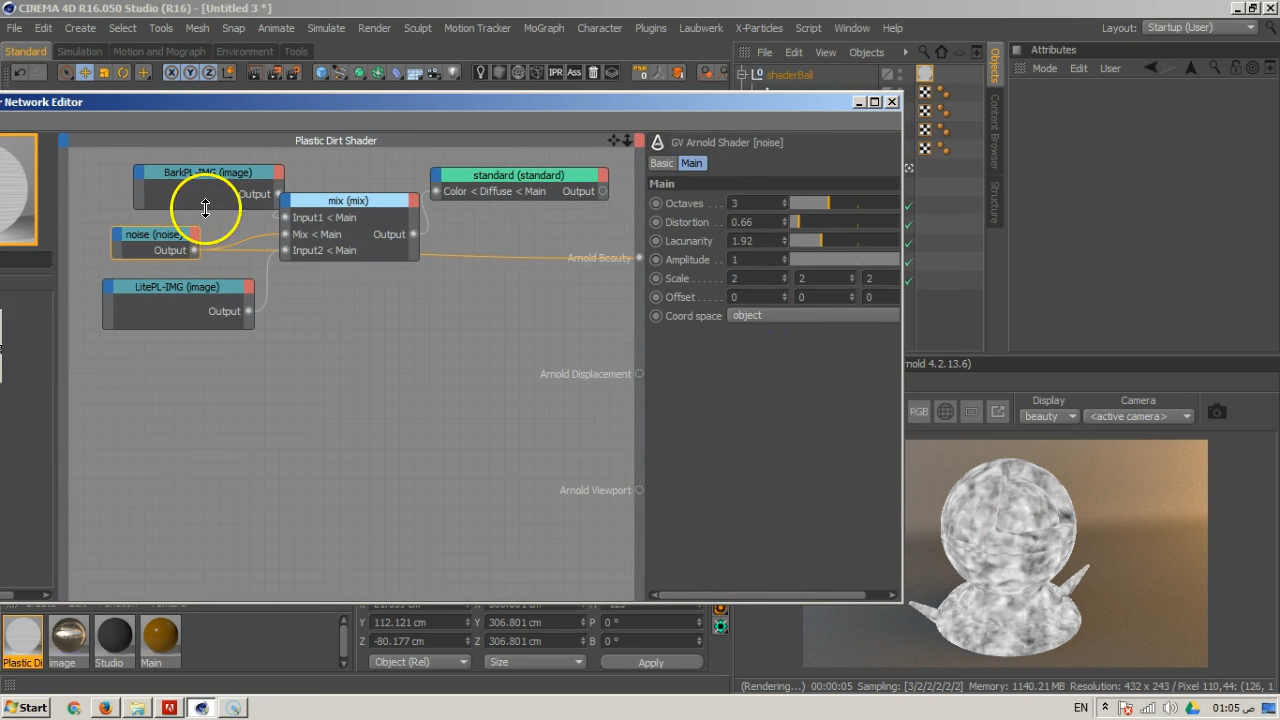 CINEMA 4D R16.050 Studio (R16) - [Untitled 3 *]
File Edit Create Select Tools Mesh Snap Animate Simulate Render Sculpt Motion Tracker MoGraph Character Plugins Laubwerk X-Particles Script Window Help Layout: Startup (User)
Standard Simulation Motion and Mograph Environment Tools
File Edit View Objects
Attributes
X Y Z IPR Ass PSR
shaderBall
Mode Edit User
Network Editor
Objects
Content Browser
Structure
Plastic Dirt Shader
GV Arnold Shader [noise]
Basic Main
Main
BarkPL-IMG (image)
Output
standard (standard)
Color < Diffuse < Main Output
mix (mix)
Input1 < Main
Mix < Main Output
Input2 < Main
noise (noise)
Output
LitePL-IMG (image)
Output
Arnold Beauty
Arnold Displacement
Arnold Viewport
Octaves 3
Distortion 0.66
Lacunarity 1.92
Amplitude 1
Scale 2 2 2
Offset 0 0 0
Coord space object
nold 4.2.13.6)
Display Camera
RGB beauty <active camera>
Y 112.121 cm Y 306.801 cm P 0 °
Z -80.177 cm Z 306.801 cm B 0 °
Object (Rel) Size Apply
Plastic Di image Studio Main
(Rendering...) 00:00:05 Sampling: [3/2/2/2/2] Memory: 1140.21 MB Resolution: 432 x 243 / Pixel 110,44: (126, 1
Start EN 01:05 ص